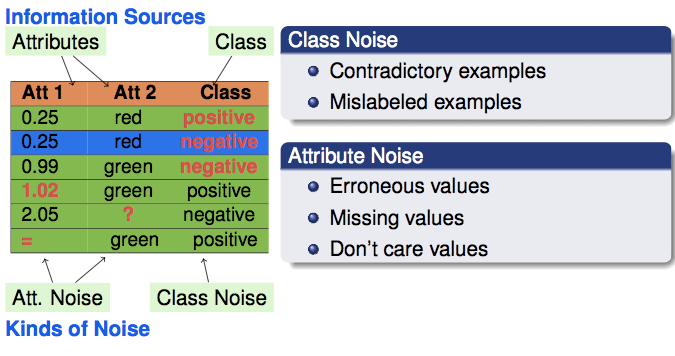 Information Sources
Attributes Class
Att 1 Att 2 Class
0.25 red positive
0.25 red negative
0.99 green negative
1.02 green positive
2.05 ? negative
= green positive
Att. Noise Class Noise
Kinds of Noise
Class Noise
Contradictory examples
Mislabeled examples
Attribute Noise
Erroneous values
Missing values
Don't care values